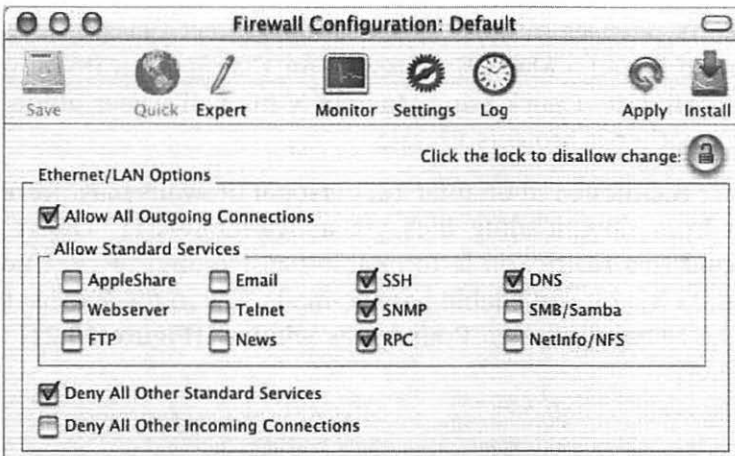 Firewall Configuration: Default
Save Quick Expert Monitor Settings Log Apply Install
Click the lock to disallow change:
Ethernet/LAN Options
Allow All Outgoing Connections
Allow Standard Services
AppleShare Email SSH DNS
Webserver Telnet SNMP SMB/Samba
FTP News RPC NetInfo/NFS
Deny All Other Standard Services
Deny All Other Incoming Connections